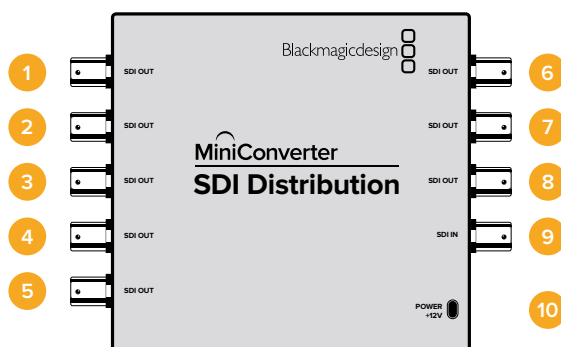 Blackmagicdesign
1 SDI OUT SDI OUT 6
2 SDI OUT SDI OUT 7
MiniConverter
3 SDI OUT SDI Distribution SDI OUT 8
4 SDI OUT SDI IN 9
5 SDI OUT
POWER
+12V
10